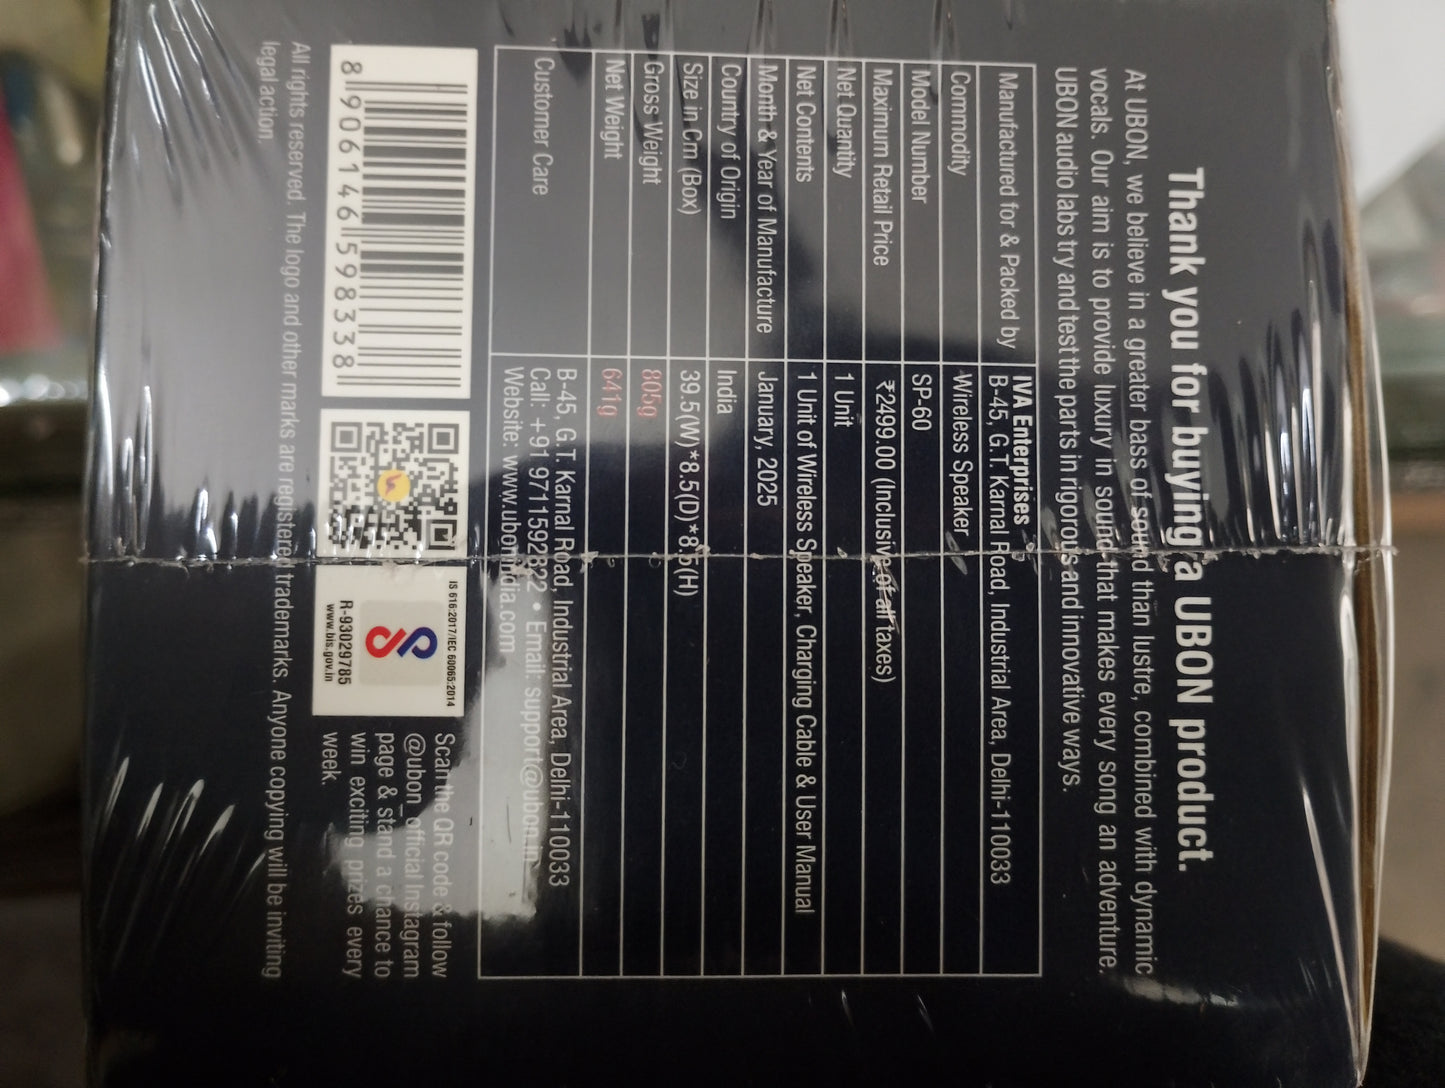 Thank you for buying a UBON product.
At UBON, we believe in a greater bass of sound than lustre, combined with dynamic
vocals. Our aim is to provide luxury in sound that makes every song an adventure.
UBON audio labs try and test the parts in rigorous and innovative ways.
Manufactured for & Packed by IVA Enterprises
B-45, G.T. Karnal Road, Industrial Area, Delhi-110033
Commodity Wireless Speaker
Model Number SP-60
Maximum Retail Price ₹2499.00 (Inclusive of all taxes)
Net Quantity 1 Unit
Net Contents 1 Unit of Wireless Speaker, Charging Cable & User Manual
Month & Year of Manufacture January, 2025
Country of Origin India
Size in Cm (Box) 39.5(W)*8.5(D)*8.5(H)
Gross Weight 805g
Net Weight 641g
Customer Care B-45, G.T. Karnal Road, Industrial Area, Delhi-110033
Call: +91 9711592322 • Email: support@ubon.in
Website: www.ubonindia.com
8 906146 598338
IS 616:2017/IEC 60065:2014
R-93029785
www.bis.gov.in
Scan the QR code & follow
@ubon_official Instagram
page & stand a chance to
win exciting prizes every
week.
All rights reserved. The logo and other marks are registered trademarks. Anyone copying will be inviting
legal action.